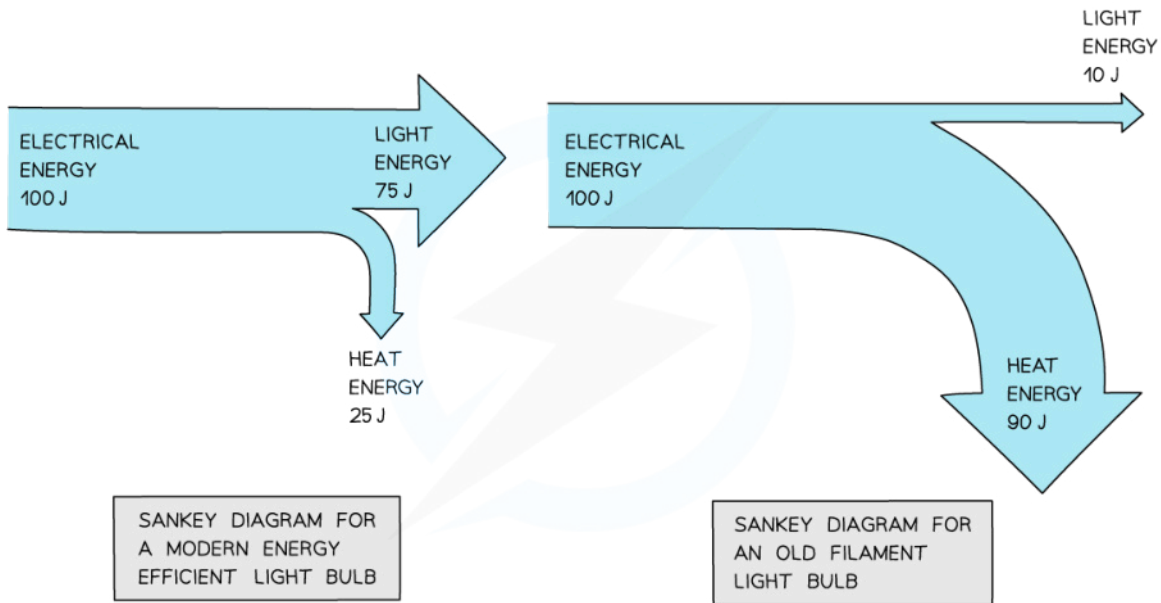 ELECTRICAL
ENERGY
100 J
LIGHT
ENERGY
75 J
HEAT
ENERGY
25 J
SANKEY DIAGRAM FOR
A MODERN ENERGY
EFFICIENT LIGHT BULB
ELECTRICAL
ENERGY
100 J
LIGHT
ENERGY
10 J
HEAT
ENERGY
90 J
SANKEY DIAGRAM FOR
AN OLD FILAMENT
LIGHT BULB